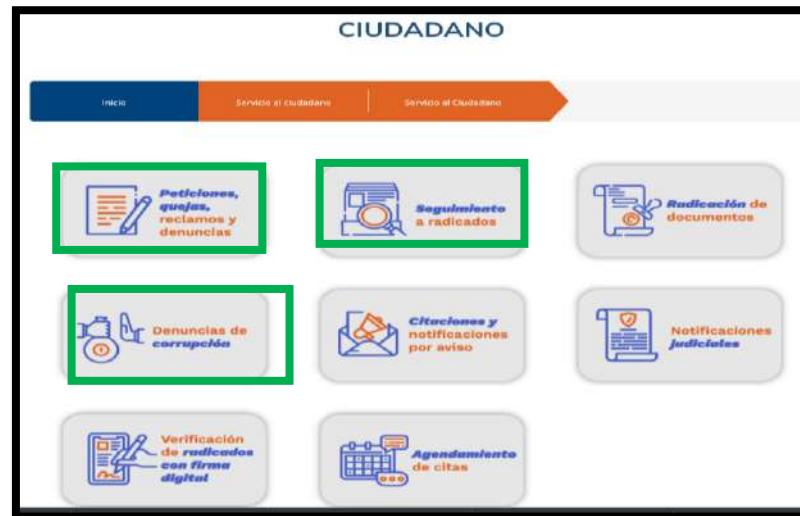 CIUDADANO
Inicio
Servicio al ciudadano
Servicio al Ciudadano
Peticiones,
quejas,
reclamos y
denuncias
Seguimiento
a radicados
Radicación de
documentos
Denuncias de
corrupción
Citaciones y
notificaciones
por aviso
Notificaciones
judiciales
Verificación
de radicados
con firma
digital
Agendamiento
de citas